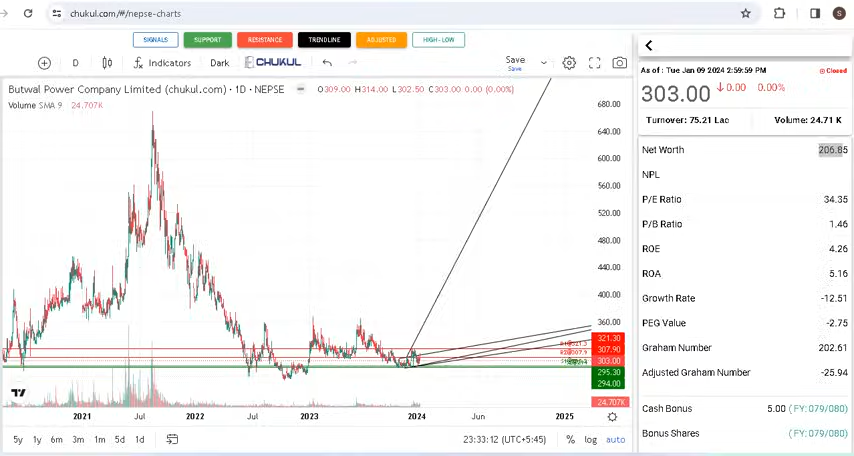 chukul.com/#/nepse-charts
S
SIGNALS SUPPORT RESISTANCE TRENDLINE ADJUSTED HIGH-LOW
D Indicators Dark CHUKUL Save
Save
Butwal Power Company Limited (chukul.com) · 1D · NEPSE O309.00 H314.00 L302.50 C303.00 0.00 (0.00%)
Volume SMA 9 24.707K
680.00
640.00
600.00
560.00
520.00
480.00
440.00
400.00
360.00
321.30
307.90
303.00
295.30
294.00
24.707K
2021 Jul 2022 Jul 2023 Jul 2024 Jun 2025
5y 1y 6m 3m 1m 5d 1d
23:33:12 (UTC+5:45) % log auto
As of : Tue Jan 09 2024 2:59:59 PM Closed
303.00 0.00 0.00%
Turnover: 75.21 Lac Volume: 24.71 K
Net Worth 206.85
NPL
P/E Ratio 34.35
P/B Ratio 1.46
ROE 4.26
ROA 5.16
Growth Rate -12.51
PEG Value -2.75
Graham Number 202.61
Adjusted Graham Number -25.94
Cash Bonus 5.00 (FY:079/080)
Bonus Shares (FY:079/080)